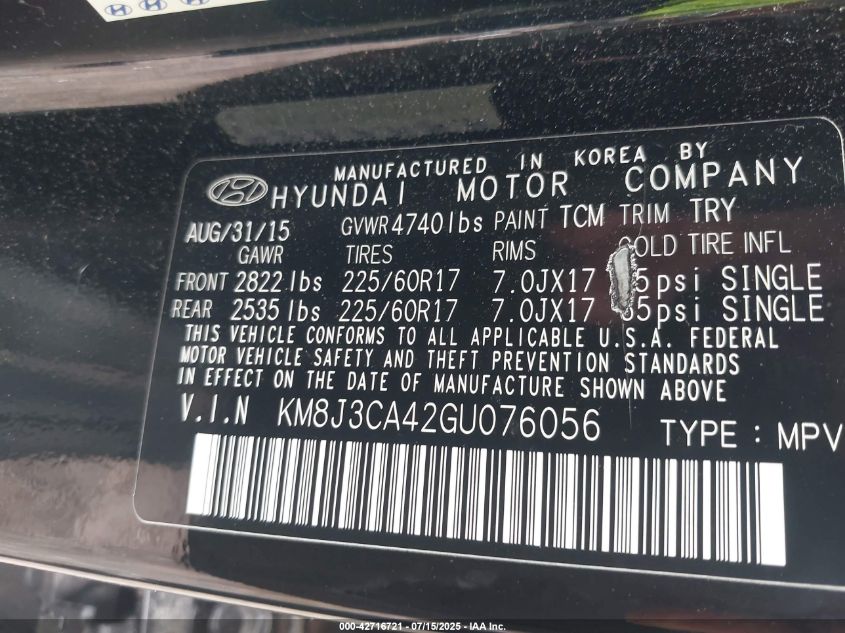 MANUFACTURED IN KOREA BY
HYUNDAI MOTOR COMPANY
AUG/31/15 GVWR 4740 lbs PAINT TCM TRIM TRY
GAWR TIRES RIMS COLD TIRE INFL
FRONT 2822 lbs 225/60R17 7.0JX17 5psi SINGLE
REAR 2535 lbs 225/60R17 7.0JX17 35psi SINGLE
THIS VEHICLE CONFORMS TO ALL APPLICABLE U.S.A. FEDERAL
MOTOR VEHICLE SAFETY AND THEFT PREVENTION STANDARDS
IN EFFECT ON THE DATE OF MANUFACTURE SHOWN ABOVE
V.I.N KM8J3CA42GU076056 TYPE : MPV
000-42716721 - 07/15/2025 - IAA Inc.